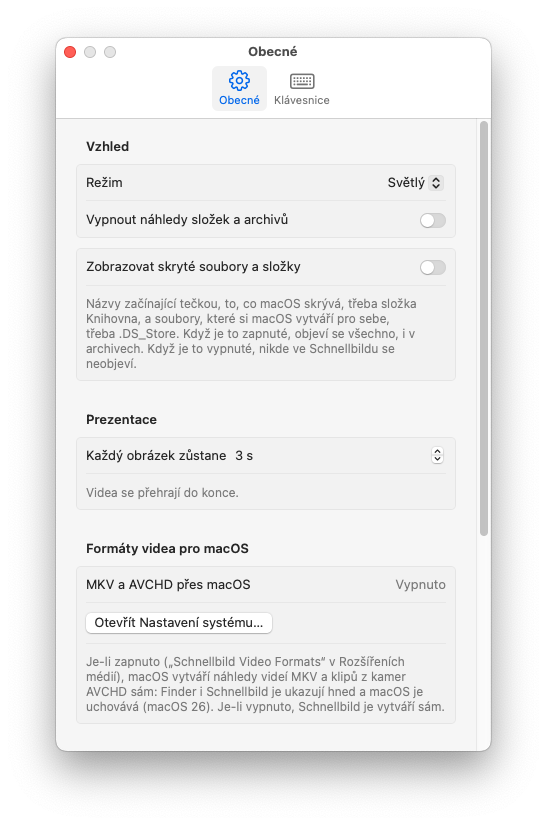 Obecné
Obecné
Klávesnice
Vzhled
Režim
Světlý
Vypnout náhledy složek a archivů
Zobrazovat skryté soubory a složky
Názvy začínající tečkou, to, co macOS skrývá, třeba složka
Knihovna, a soubory, které si macOS vytváří pro sebe,
třeba .DS_Store. Když je to zapnuté, objeví se všechno, i v
archivech. Když je to vypnuté, nikde ve Schnellbildu se
neobjeví.
Prezentace
Každý obrázek zůstane 3 s
Videa se přehrají do konce.
Formáty videa pro macOS
MKV a AVCHD přes macOS
Vypnuto
Otevřít Nastavení systému…
Je-li zapnuto („Schnellbild Video Formats“ v Rozšířeních
médií), macOS vytváří náhledy videí MKV a klipů z kamer
AVCHD sám: Finder i Schnellbild je ukazují hned a macOS je
uchovává (macOS 26). Je-li vypnuto, Schnellbild je vytváří sám.